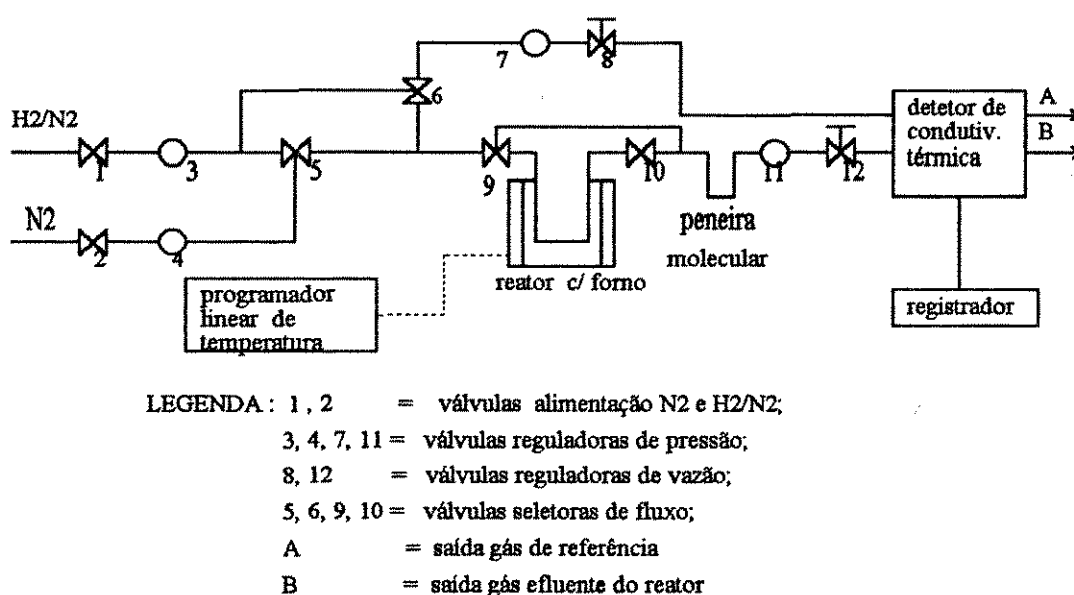 7
8
6
H2/N2
1
3
5
9
10
11
12
detetor de
condutiv.
térmica
A
B
N2
2
4
peneira
molecular
reator c/ forno
programador
linear de
temperatura
registrador
LEGENDA : 1 , 2 = válvulas alimentação N2 e H2/N2;
3, 4, 7, 11 = válvulas reguladoras de pressão;
8, 12 = válvulas reguladoras de vazão;
5, 6, 9, 10 = válvulas seletoras de fluxo;
A = saída gás de referência
B = saída gás efluente do reator